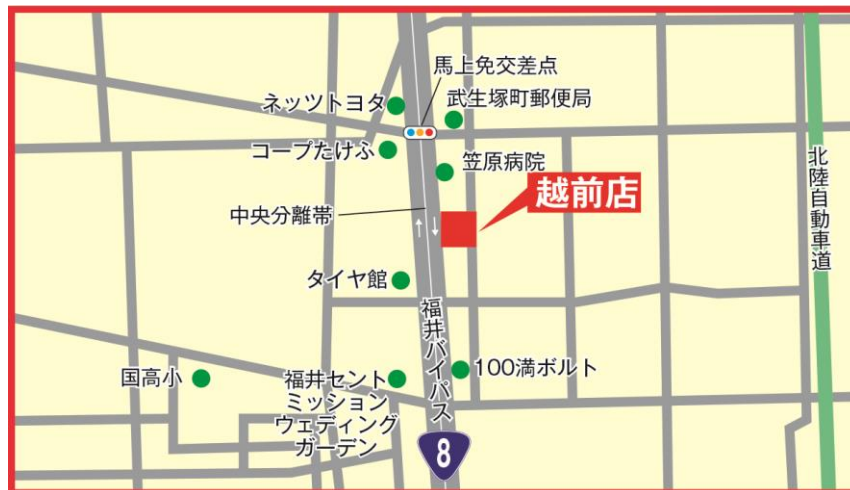 馬上免交差点
ネッツトヨタ
武生塚町郵便局
コープたけふ
笠原病院
越前店
中央分離帯
北陸自動車道
タイヤ館
福井バイパス
100満ボルト
国高小
福井セント
ミッション
ウェディング
ガーデン
8